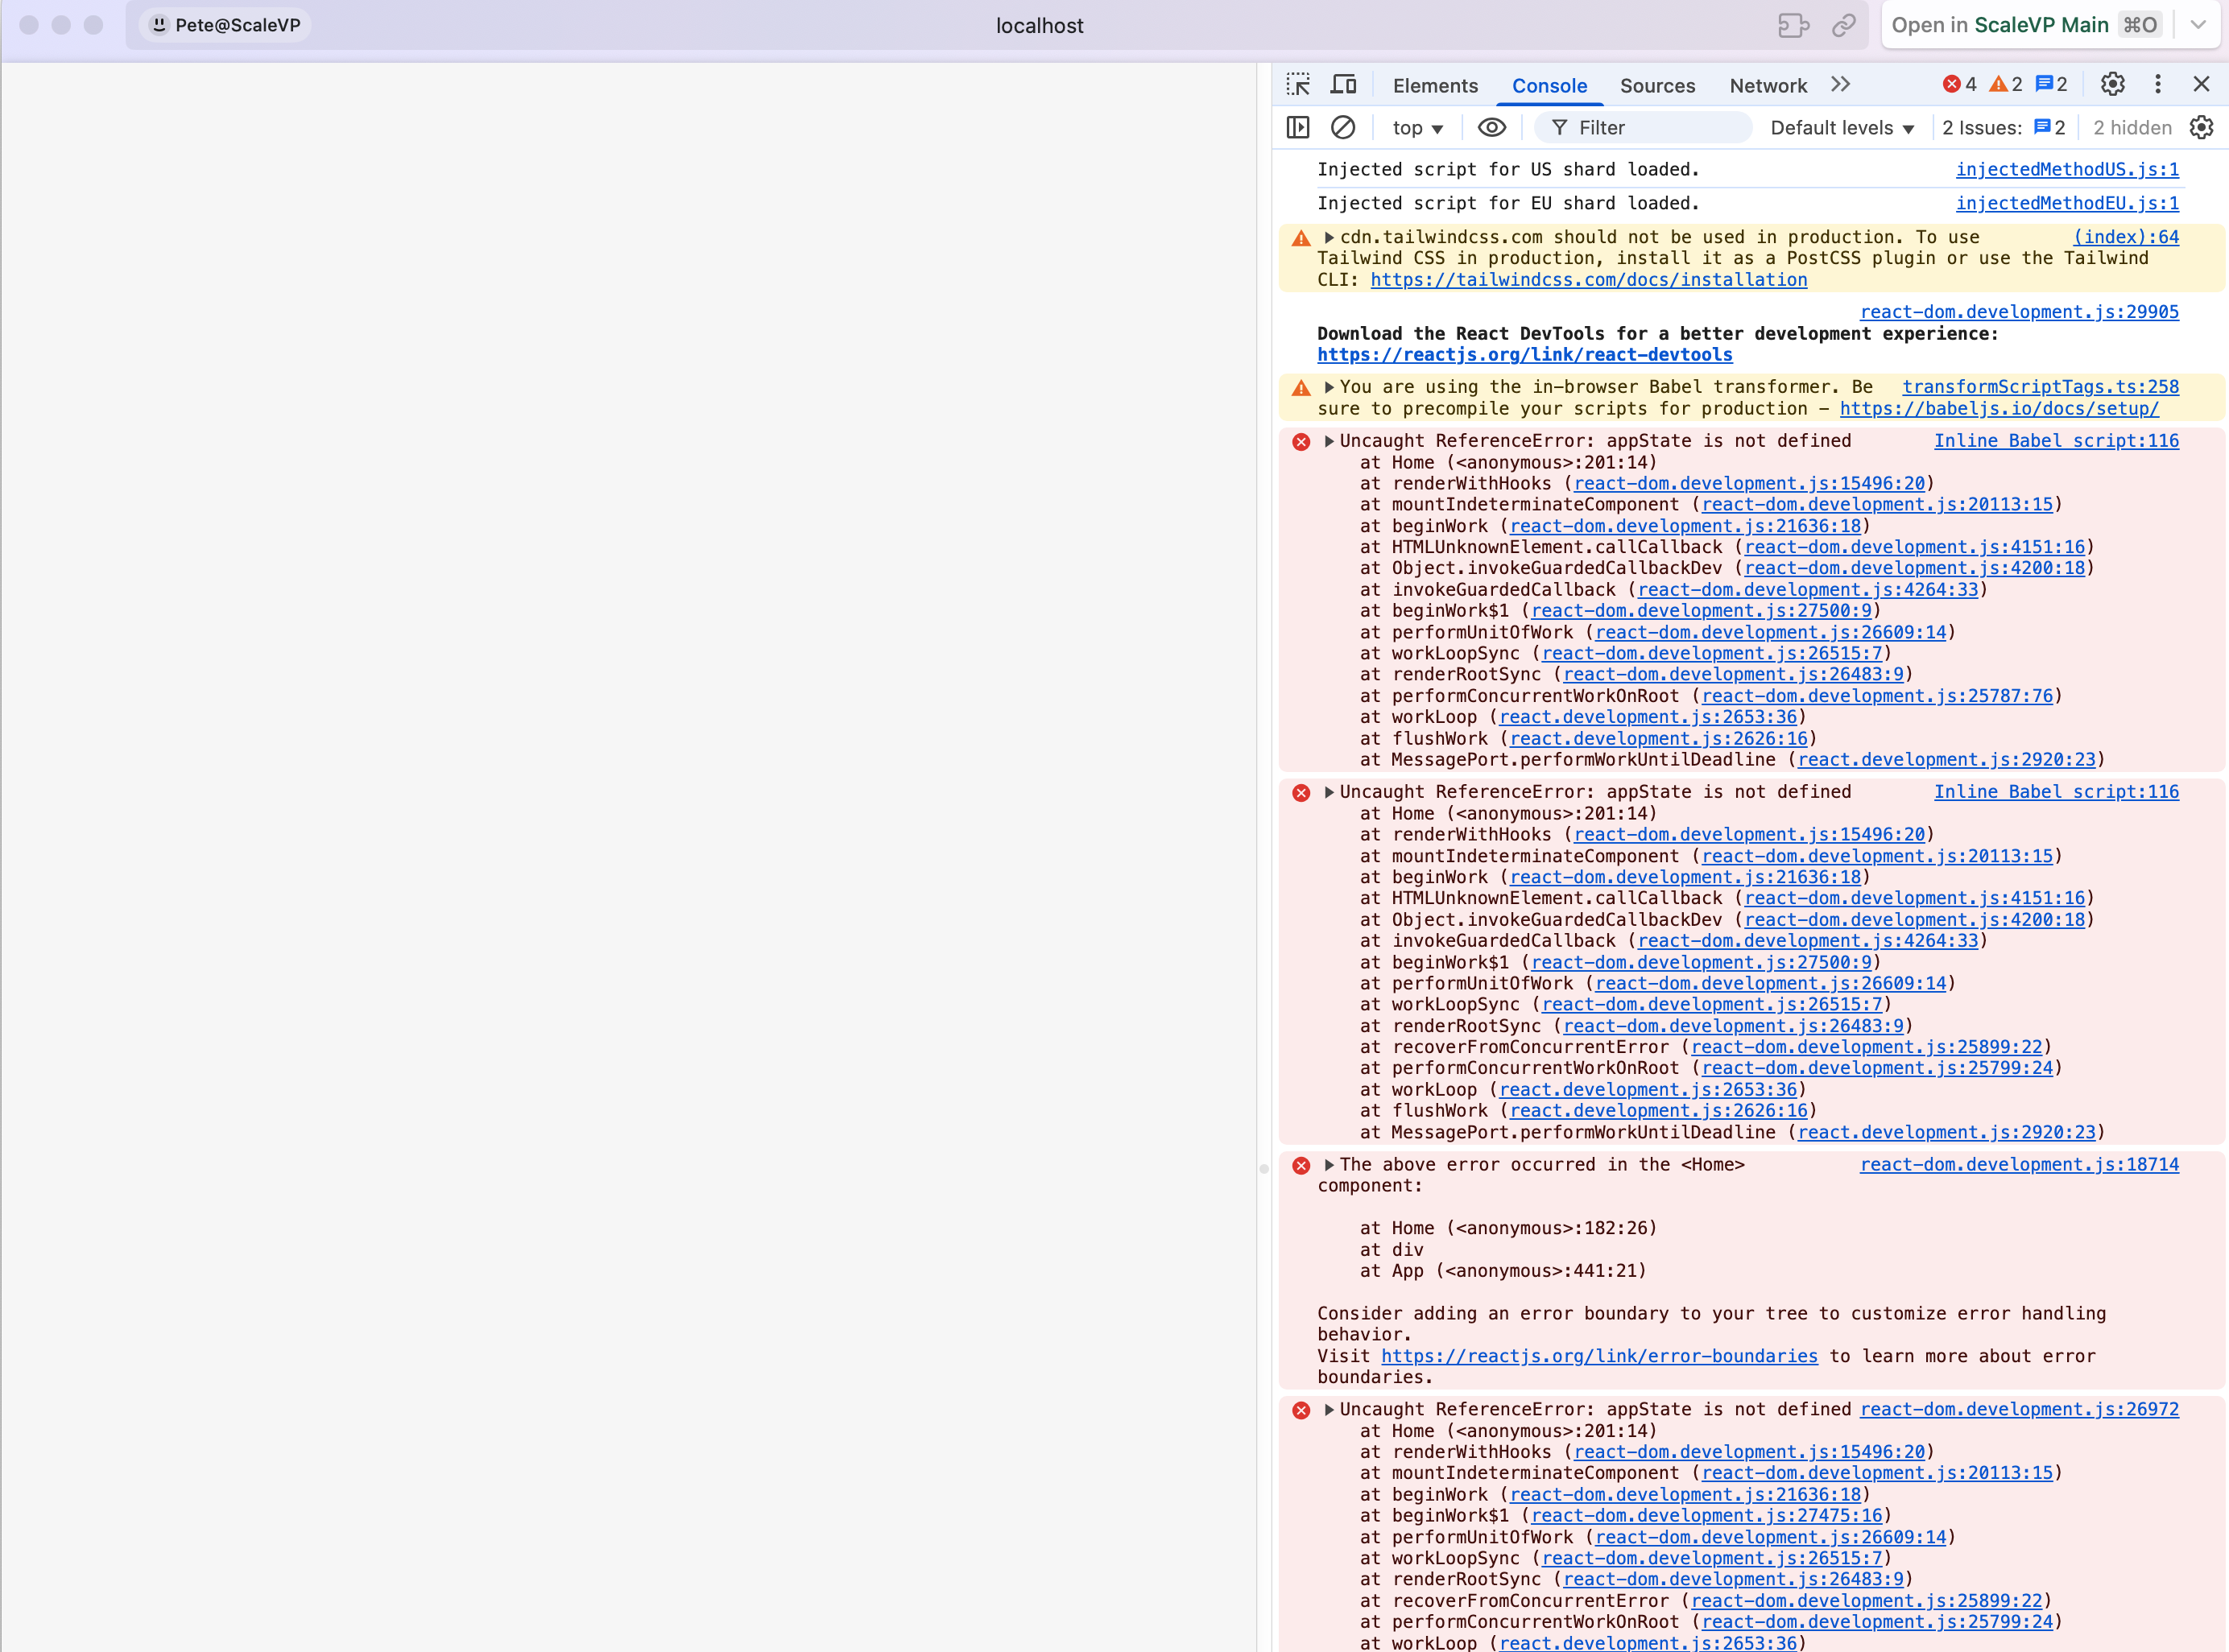 Pete@ScaleVP
localhost
Open in ScaleVP Main ⌘O
Elements Console Sources Network 4 2 2
top Filter Default levels 2 Issues: 2 2 hidden
Injected script for US shard loaded. injectedMethodUS.js:1
Injected script for EU shard loaded. injectedMethodEU.js:1
cdn.tailwindcss.com should not be used in production. To use (index):64
Tailwind CSS in production, install it as a PostCSS plugin or use the Tailwind
CLI: https://tailwindcss.com/docs/installation
react-dom.development.js:29905
Download the React DevTools for a better development experience:
https://reactjs.org/link/react-devtools
You are using the in-browser Babel transformer. Be transformScriptTags.ts:258
sure to precompile your scripts for production – https://babeljs.io/docs/setup/
Uncaught ReferenceError: appState is not defined Inline Babel script:116
at Home (<anonymous>:201:14)
at renderWithHooks (react-dom.development.js:15496:20)
at mountIndeterminateComponent (react-dom.development.js:20113:15)
at beginWork (react-dom.development.js:21636:18)
at HTMLUnknownElement.callCallback (react-dom.development.js:4151:16)
at Object.invokeGuardedCallbackDev (react-dom.development.js:4200:18)
at invokeGuardedCallback (react-dom.development.js:4264:33)
at beginWork$1 (react-dom.development.js:27500:9)
at performUnitOfWork (react-dom.development.js:26609:14)
at workLoopSync (react-dom.development.js:26515:7)
at renderRootSync (react-dom.development.js:26483:9)
at performConcurrentWorkOnRoot (react-dom.development.js:25787:76)
at workLoop (react.development.js:2653:36)
at flushWork (react.development.js:2626:16)
at MessagePort.performWorkUntilDeadline (react.development.js:2920:23)
Uncaught ReferenceError: appState is not defined Inline Babel script:116
at Home (<anonymous>:201:14)
at renderWithHooks (react-dom.development.js:15496:20)
at mountIndeterminateComponent (react-dom.development.js:20113:15)
at beginWork (react-dom.development.js:21636:18)
at HTMLUnknownElement.callCallback (react-dom.development.js:4151:16)
at Object.invokeGuardedCallbackDev (react-dom.development.js:4200:18)
at invokeGuardedCallback (react-dom.development.js:4264:33)
at beginWork$1 (react-dom.development.js:27500:9)
at performUnitOfWork (react-dom.development.js:26609:14)
at workLoopSync (react-dom.development.js:26515:7)
at renderRootSync (react-dom.development.js:26483:9)
at recoverFromConcurrentError (react-dom.development.js:25899:22)
at performConcurrentWorkOnRoot (react-dom.development.js:25799:24)
at workLoop (react.development.js:2653:36)
at flushWork (react.development.js:2626:16)
at MessagePort.performWorkUntilDeadline (react.development.js:2920:23)
The above error occurred in the <Home> react-dom.development.js:18714
component:
at Home (<anonymous>:182:26)
at div
at App (<anonymous>:441:21)
Consider adding an error boundary to your tree to customize error handling
behavior.
Visit https://reactjs.org/link/error-boundaries to learn more about error
boundaries.
Uncaught ReferenceError: appState is not defined react-dom.development.js:26972
at Home (<anonymous>:201:14)
at renderWithHooks (react-dom.development.js:15496:20)
at mountIndeterminateComponent (react-dom.development.js:20113:15)
at beginWork (react-dom.development.js:21636:18)
at beginWork$1 (react-dom.development.js:27475:16)
at performUnitOfWork (react-dom.development.js:26609:14)
at workLoopSync (react-dom.development.js:26515:7)
at renderRootSync (react-dom.development.js:26483:9)
at recoverFromConcurrentError (react-dom.development.js:25899:22)
at performConcurrentWorkOnRoot (react-dom.development.js:25799:24)
at workLoop (react.development.js:2653:36)